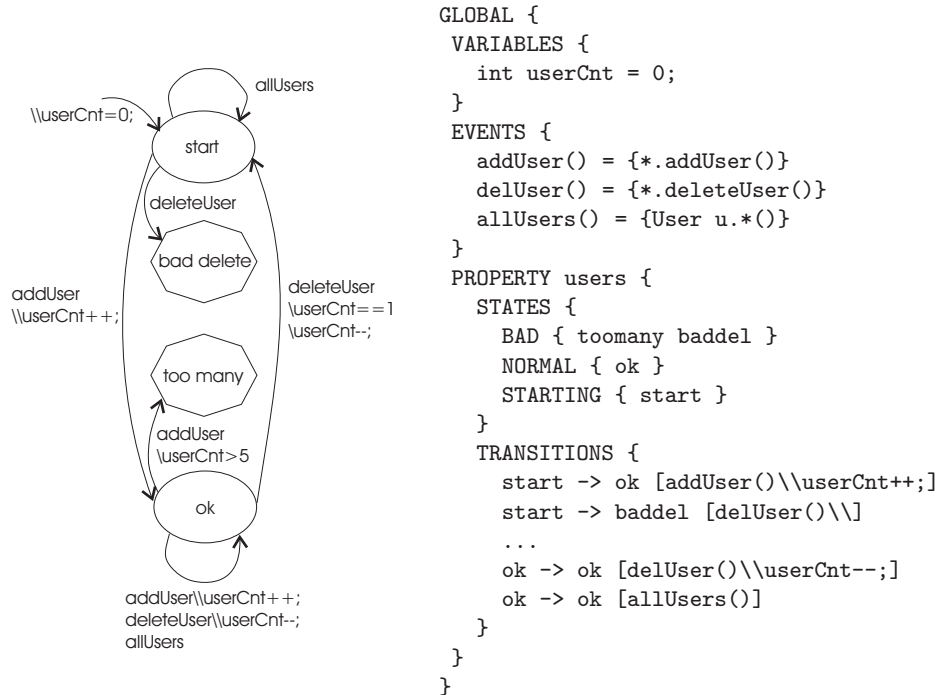 allUsers
\\userCnt=0;
start
deleteUser
bad delete
addUser
\\userCnt++;
deleteUser
\userCnt==1
\userCnt--;
too many
addUser
\userCnt>5
ok
addUser\\userCnt++;
deleteUser\\userCnt--;
allUsers
GLOBAL {
VARIABLES {
int userCnt = 0;
}
EVENTS {
addUser() = {*.addUser()}
delUser() = {*.deleteUser()}
allUsers() = {User u.*()}
}
PROPERTY users {
STATES {
BAD { toomany baddel }
NORMAL { ok }
STARTING { start }
}
TRANSITIONS {
start -> ok [addUser()\\userCnt++;]
start -> baddel [delUser()\\]
...
ok -> ok [delUser()\\userCnt--;]
ok -> ok [allUsers()]
}
}
}